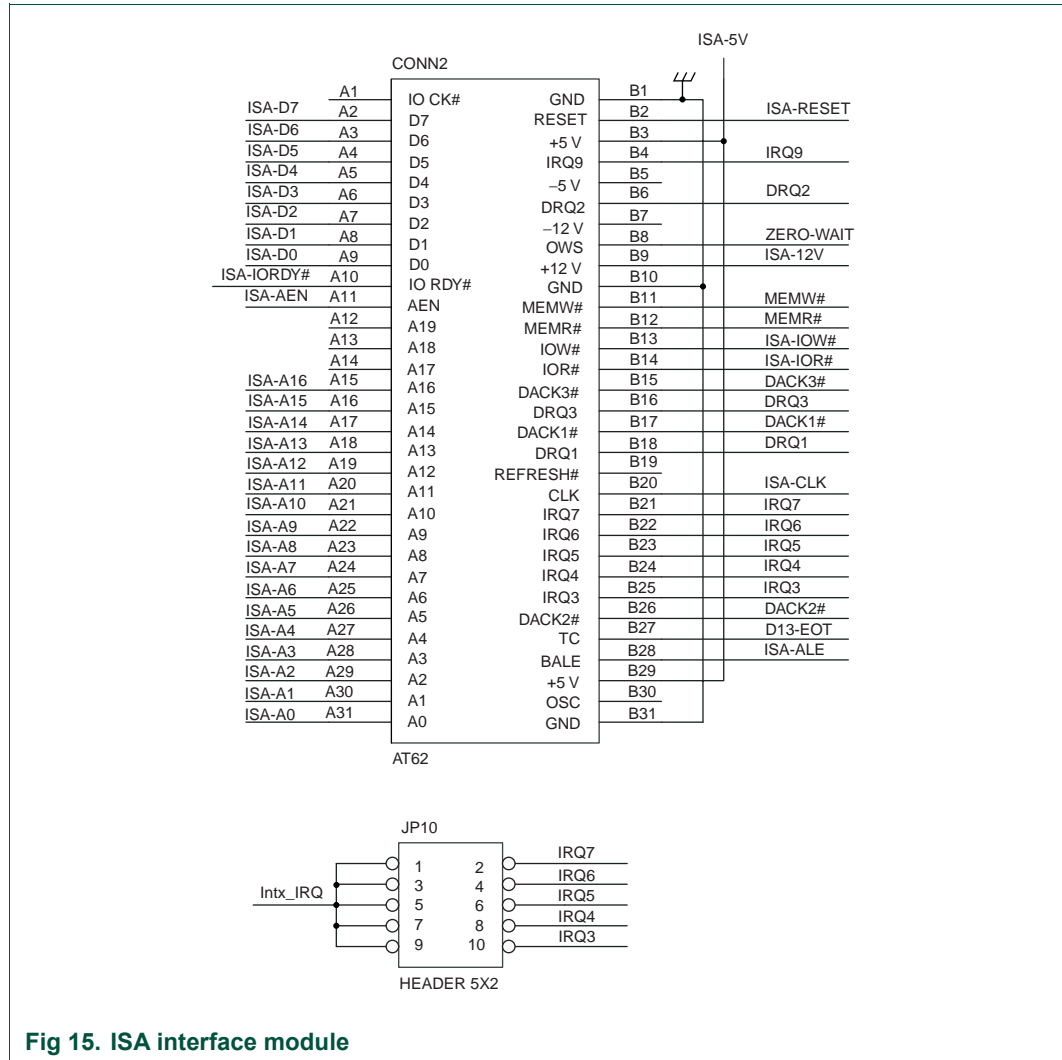 ISA-5V
CONN2
A1 IO CK# GND B1
ISA-D7 A2 D7 RESET B2 ISA-RESET
ISA-D6 A3 D6 +5 V B3
ISA-D5 A4 D5 IRQ9 B4 IRQ9
ISA-D4 A5 D4 −5 V B5
ISA-D3 A6 D3 DRQ2 B6 DRQ2
ISA-D2 A7 D2 −12 V B7
ISA-D1 A8 D1 OWS B8 ZERO-WAIT
ISA-D0 A9 D0 +12 V B9 ISA-12V
ISA-IORDY# A10 IO RDY# GND B10
ISA-AEN A11 AEN MEMW# B11 MEMW#
A12 A19 MEMR# B12 MEMR#
A13 A18 IOW# B13 ISA-IOW#
A14 A17 IOR# B14 ISA-IOR#
ISA-A16 A15 A16 DACK3# B15 DACK3#
ISA-A15 A16 A15 DRQ3 B16 DRQ3
ISA-A14 A17 A14 DACK1# B17 DACK1#
ISA-A13 A18 A13 DRQ1 B18 DRQ1
ISA-A12 A19 A12 REFRESH# B19
ISA-A11 A20 A11 CLK B20 ISA-CLK
ISA-A10 A21 A10 IRQ7 B21 IRQ7
ISA-A9 A22 A9 IRQ6 B22 IRQ6
ISA-A8 A23 A8 IRQ5 B23 IRQ5
ISA-A7 A24 A7 IRQ4 B24 IRQ4
ISA-A6 A25 A6 IRQ3 B25 IRQ3
ISA-A5 A26 A5 DACK2# B26 DACK2#
ISA-A4 A27 A4 TC B27 D13-EOT
ISA-A3 A28 A3 BALE B28 ISA-ALE
ISA-A2 A29 A2 +5 V B29
ISA-A1 A30 A1 OSC B30
ISA-A0 A31 A0 GND B31
AT62
JP10
1 2 IRQ7
3 4 IRQ6
Intx_IRQ 5 6 IRQ5
7 8 IRQ4
9 10 IRQ3
HEADER 5X2
Fig 15. ISA interface module